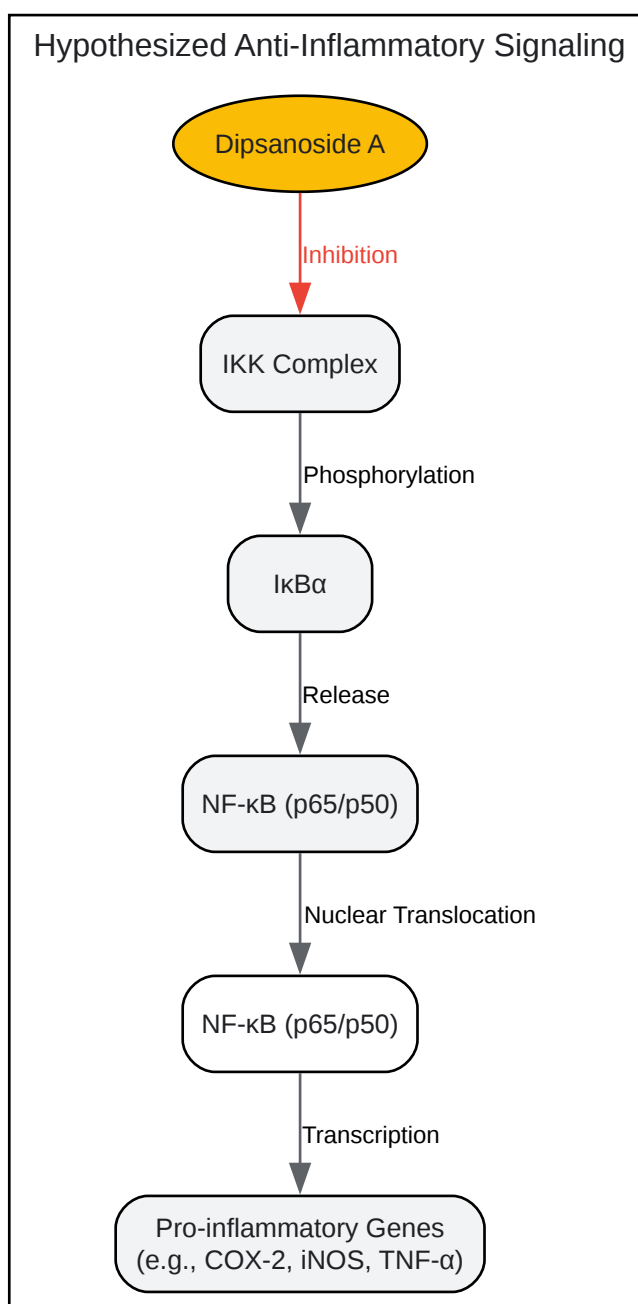 Hypothesized Anti-Inflammatory Signaling
Dipsanoside A
Inhibition
IKK Complex
Phosphorylation
IκBα
Release
NF-κB (p65/p50)
Nuclear Translocation
NF-κB (p65/p50)
Transcription
Pro-inflammatory Genes
(e.g., COX-2, iNOS, TNF-α)